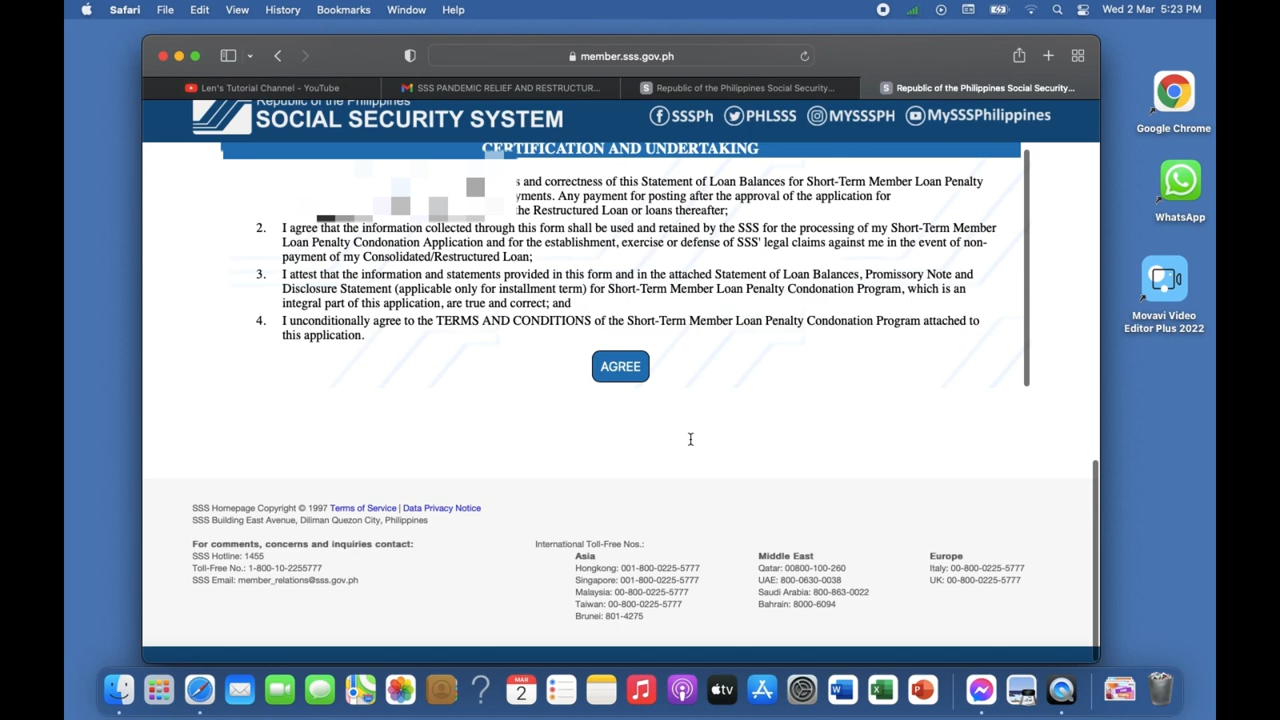 Safari File Edit View History Bookmarks Window Help Wed 2 Mar 5:23 PM
member.sss.gov.ph
Len's Tutorial Channel - YouTube
SSS PANDEMIC RELIEF AND RESTRUCTUR...
Republic of the Philippines Social Security...
Republic of the Philippines Social Security...
Republic of the Philippines
SOCIAL SECURITY SYSTEM
SSSPh PHLSSS MYSSSPH MySSSPhilippines
CERTIFICATION AND UNDERTAKING
s and correctness of this Statement of Loan Balances for Short-Term Member Loan Penalty
yments. Any payment for posting after the approval of the application for
the Restructured Loan or loans thereafter;
2. I agree that the information collected through this form shall be used and retained by the SSS for the processing of my Short-Term Member
Loan Penalty Condonation Application and for the establishment, exercise or defense of SSS' legal claims against me in the event of non-
payment of my Consolidated/Restructured Loan;
3. I attest that the information and statements provided in this form and in the attached Statement of Loan Balances, Promissory Note and
Disclosure Statement (applicable only for installment term) for Short-Term Member Loan Penalty Condonation Program, which is an
integral part of this application, are true and correct; and
4. I unconditionally agree to the TERMS AND CONDITIONS of the Short-Term Member Loan Penalty Condonation Program attached to
this application.
AGREE
SSS Homepage Copyright © 1997 Terms of Service | Data Privacy Notice
SSS Building East Avenue, Diliman Quezon City, Philippines
For comments, concerns and inquiries contact:
SSS Hotline: 1455
Toll-Free No.: 1-800-10-2255777
SSS Email: member_relations@sss.gov.ph
International Toll-Free Nos.:
Asia
Hongkong: 001-800-0225-5777
Singapore: 001-800-0225-5777
Malaysia: 00-800-0225-5777
Taiwan: 00-800-0225-5777
Brunei: 801-4275
Middle East
Qatar: 00800-100-260
UAE: 800-0630-0038
Saudi Arabia: 800-863-0022
Bahrain: 8000-6094
Europe
Italy: 00-800-0225-5777
UK: 00-800-0225-5777
Google Chrome
WhatsApp
Movavi Video
Editor Plus 2022
MAR
2
tv